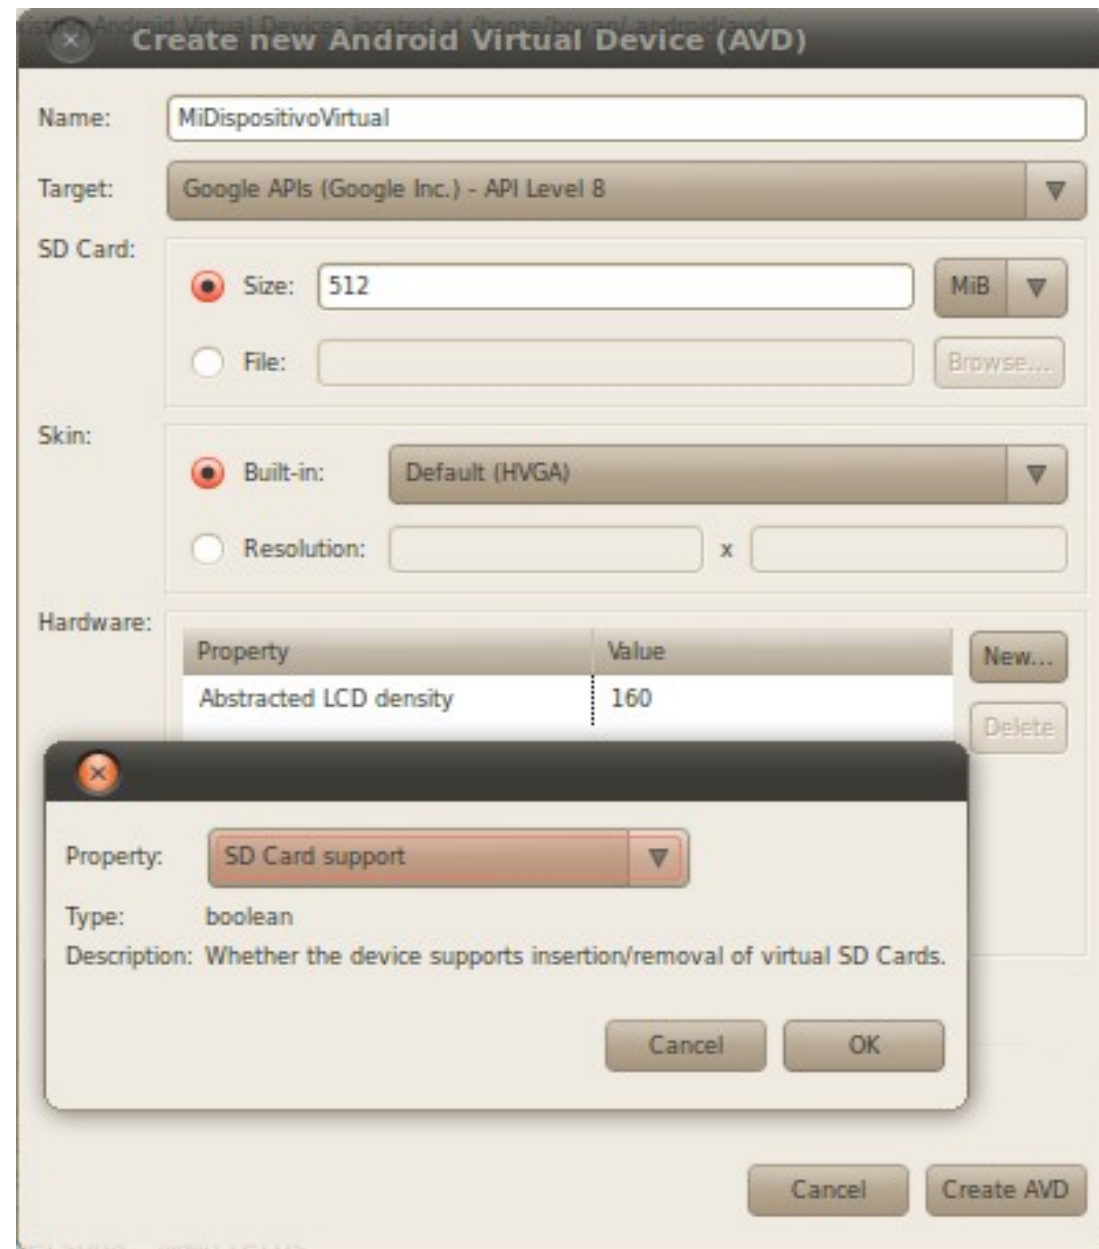 Create new Android Virtual Device (AVD)
Name: MiDispositivoVirtual
Target: Google APIs (Google Inc.) - API Level 8
SD Card:
Size: 512 MiB
File: Browse...
Skin:
Built-in: Default (HVGA)
Resolution: x
Hardware:
Property Value New...
Abstracted LCD density 160
Delete
Property: SD Card support
Type: boolean
Description: Whether the device supports insertion/removal of virtual SD Cards.
Cancel OK
Cancel Create AVD